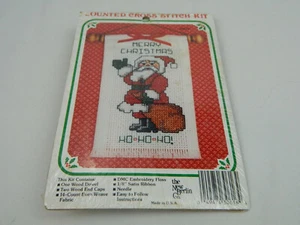 COUNTED CROSS STITCH KIT
MERRY
CHRISTMAS
HO-HO-HO!
This Kit Contains:
• One Wood Dowel
• Two Wood End Caps
• 14-Count Even Weave
Fabric
• DMC Embroidery Floss
• 1/8" Satin Ribbon
• Needle
• Easy to Follow
Instructions
the
New
Berlin
Co.
Made in U.S.A.